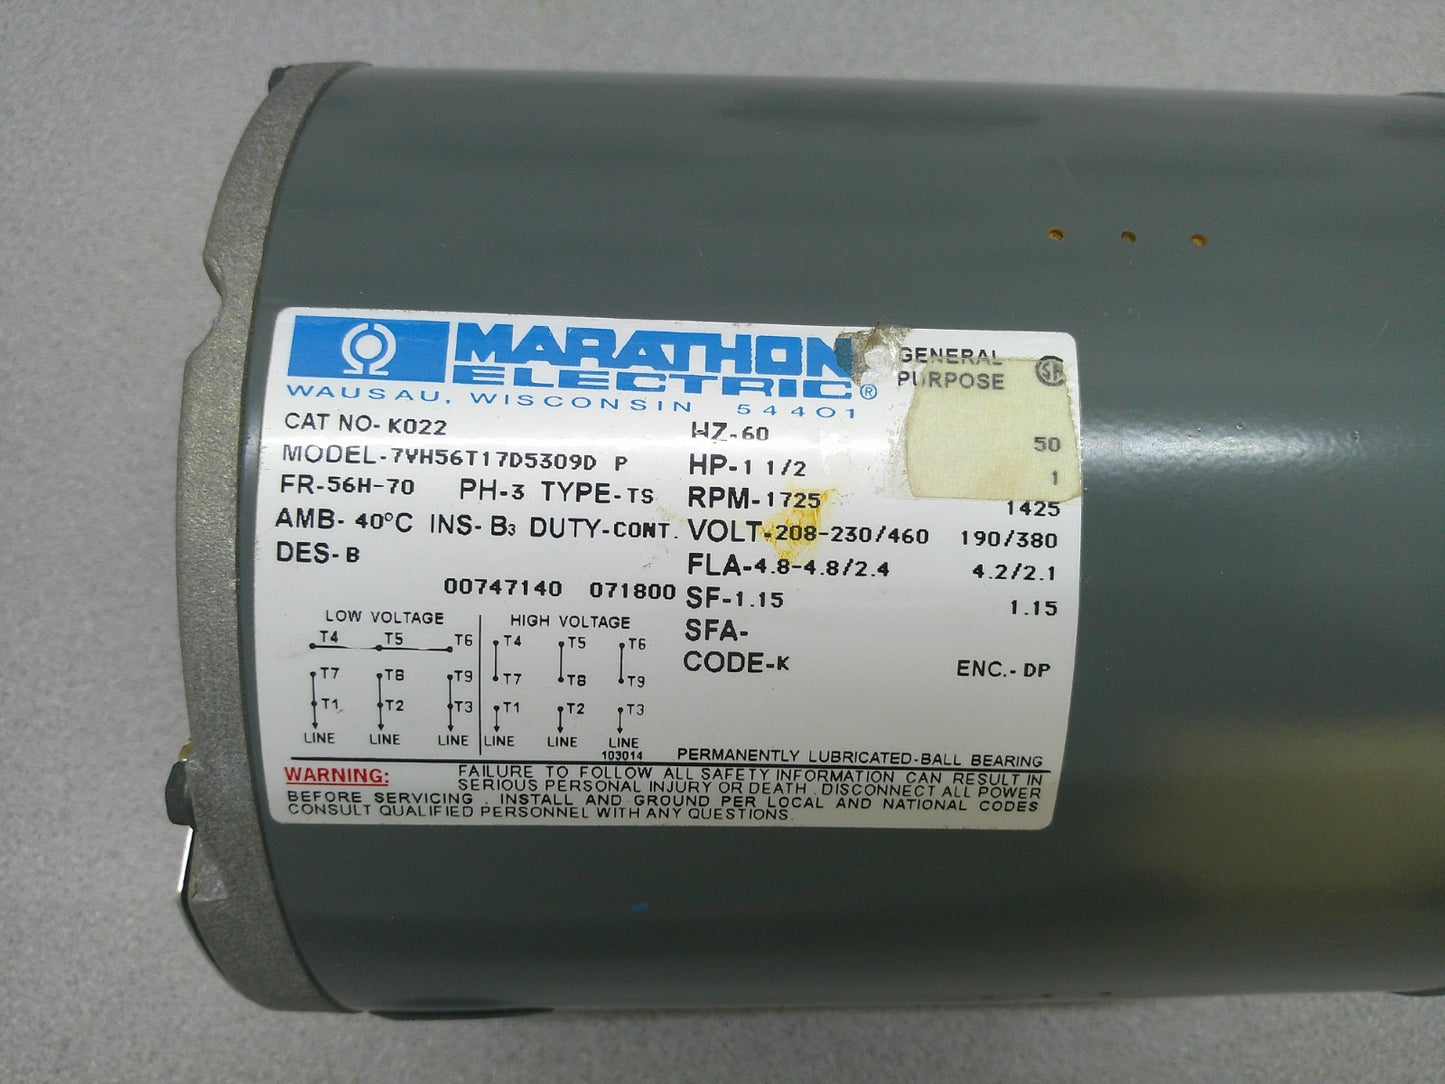 MARATHON
ELECTRIC®
WAUSAU, WISCONSIN 54401
GENERAL
PURPOSE
CAT NO- K022
MODEL-7VH56T17D5309D P
FR-56H-70 PH-3 TYPE-TS
AMB- 40°C INS- B3 DUTY-CONT.
DES- B
00747140 071800
HZ-60 50
HP-1 1/2 1
RPM-1725 1425
VOLT-208-230/460 190/380
FLA-4.8-4.8/2.4 4.2/2.1
SF-1.15 1.15
SFA-
CODE-K ENC.- DP
LOW VOLTAGE
T4 T5 T6
T7 T8 T9
T1 T2 T3
LINE LINE LINE
HIGH VOLTAGE
T4 T5 T6
T7 T8 T9
T1 T2 T3
LINE LINE LINE
103014
PERMANENTLY LUBRICATED-BALL BEARING
WARNING: FAILURE TO FOLLOW ALL SAFETY INFORMATION CAN RESULT IN
SERIOUS PERSONAL INJURY OR DEATH. DISCONNECT ALL POWER
BEFORE SERVICING. INSTALL AND GROUND PER LOCAL AND NATIONAL CODES
CONSULT QUALIFIED PERSONNEL WITH ANY QUESTIONS.